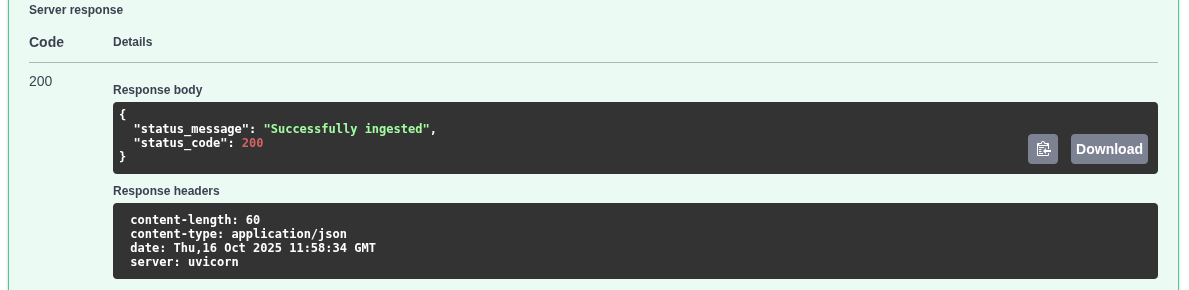 Server response
Code Details
200
Response body
{
  "status_message": "Successfully ingested",
  "status_code": 200
}
Download
Response headers
content-length: 60
content-type: application/json
date: Thu,16 Oct 2025 11:58:34 GMT
server: uvicorn